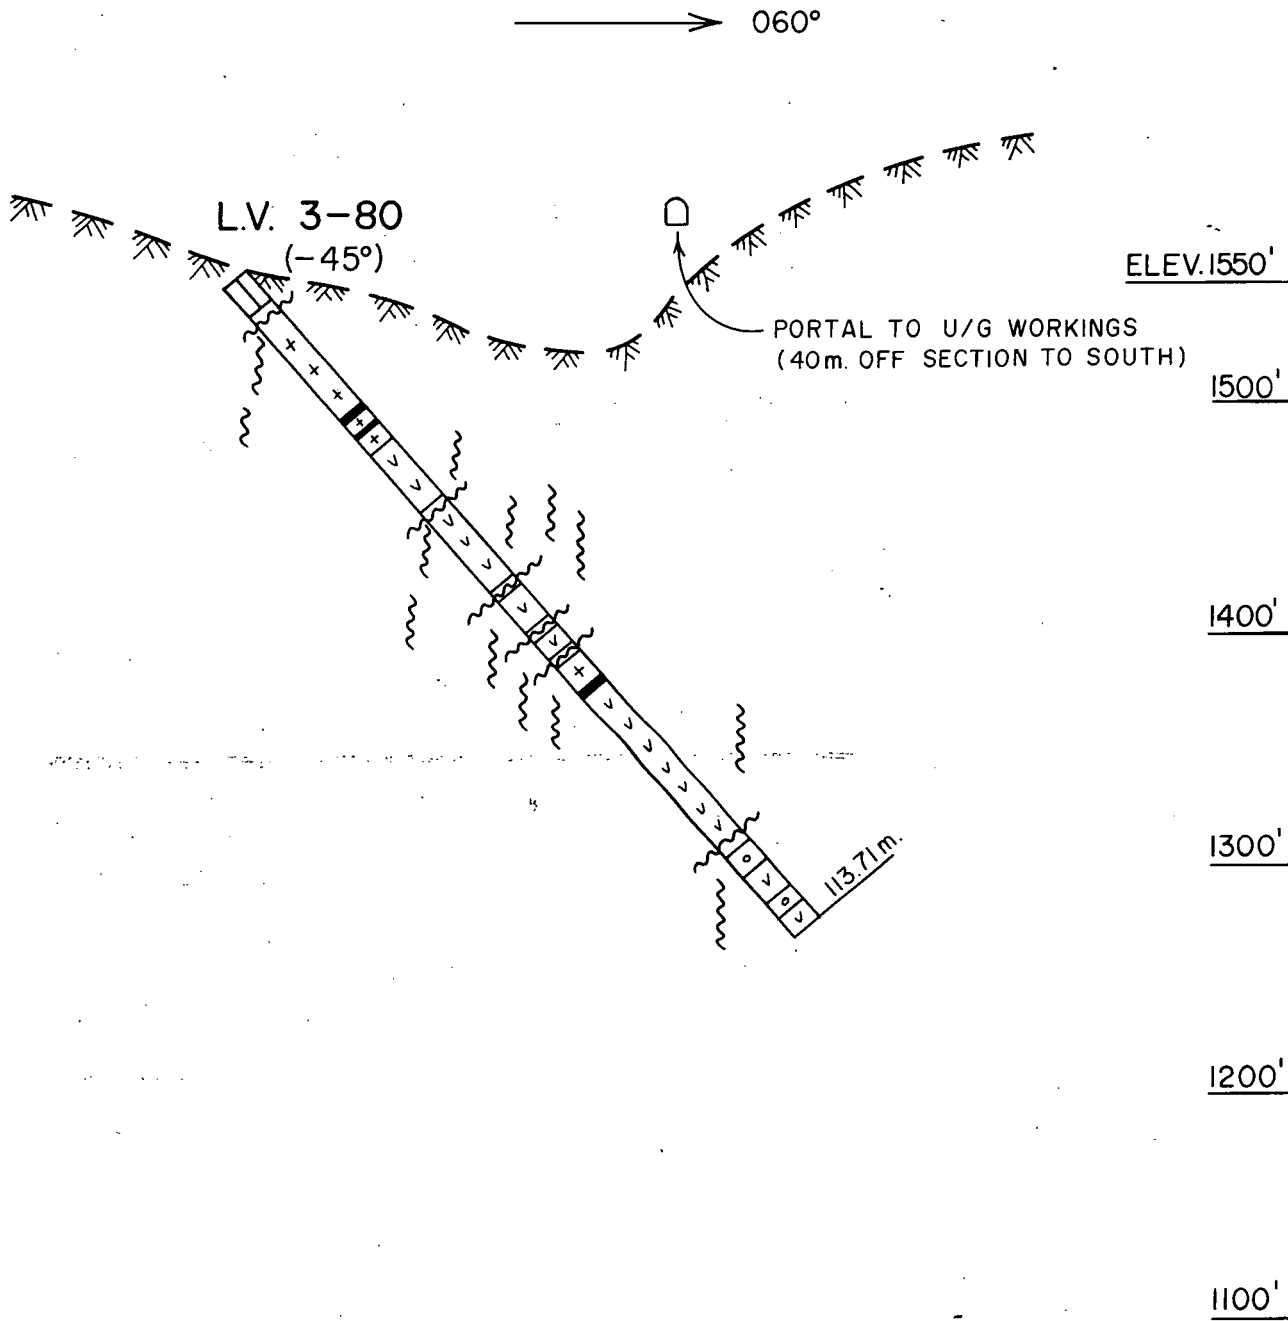 060°
L.V. 3-80
(-45°)
ELEV. 1550'
PORTAL TO U/G WORKINGS
(40m. OFF SECTION TO SOUTH)
1500'
1400'
1300'
113.71m.
1200'
1100'